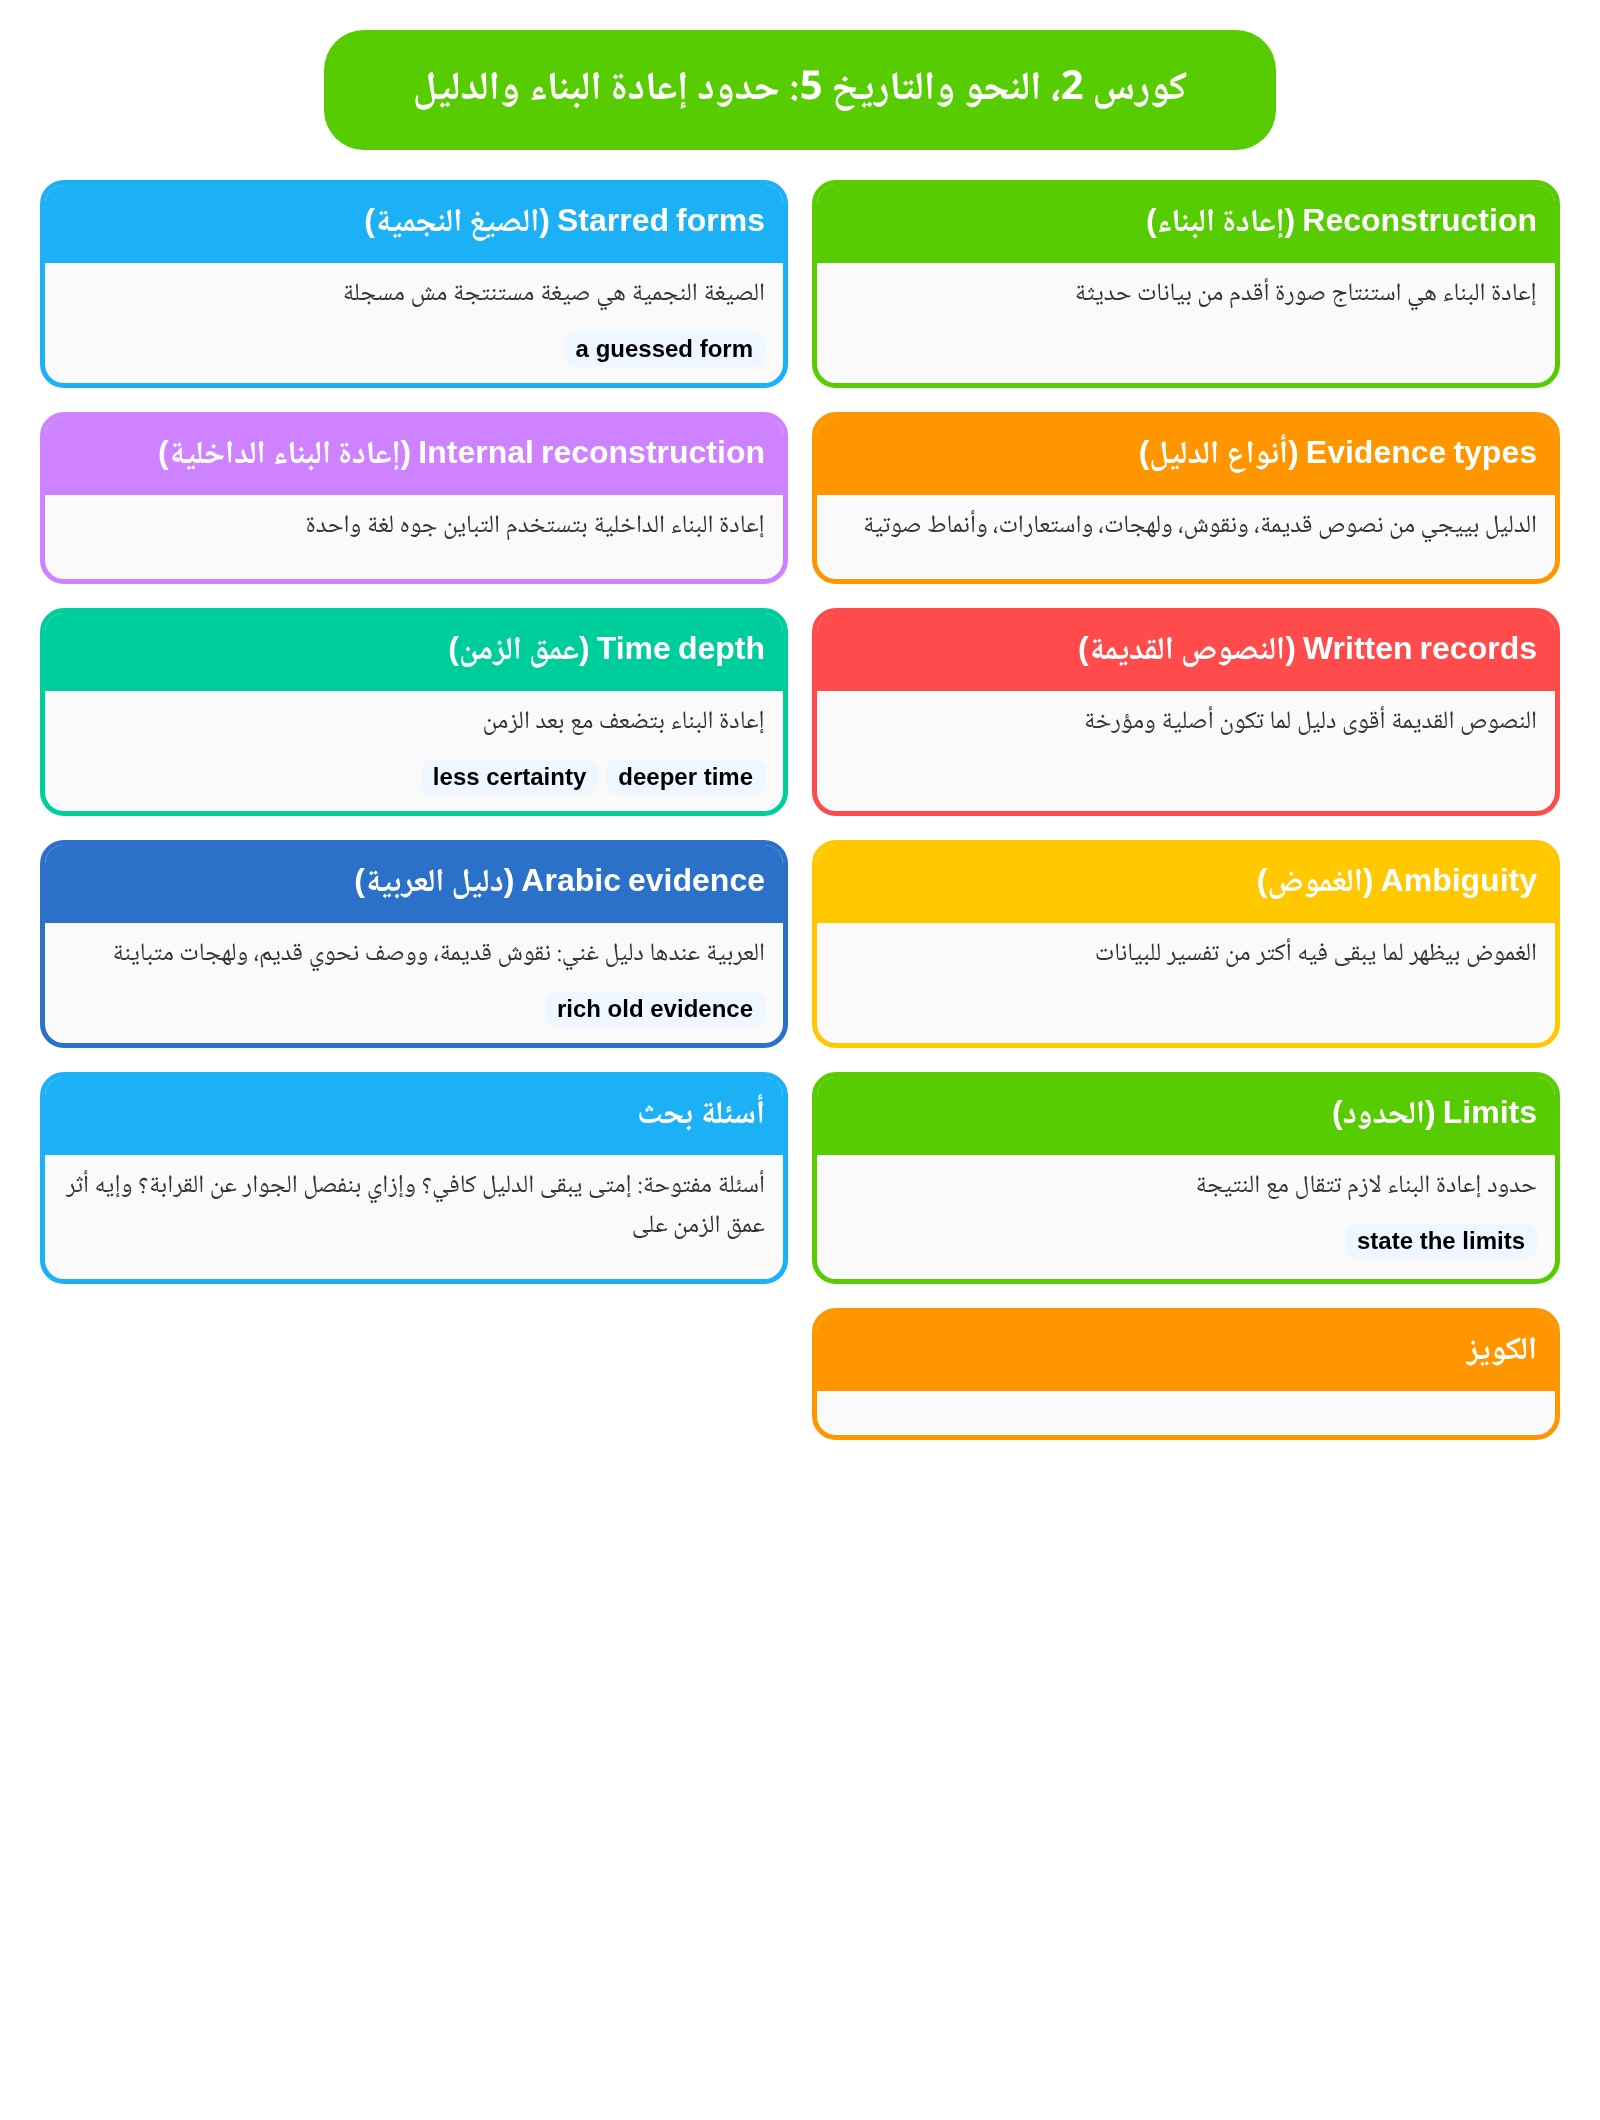 كورس 2، النحو والتاريخ 5: حدود إعادة البناء والدليل
Reconstruction (إعادة البناء)
إعادة البناء هي استنتاج صورة أقدم من بيانات حديثة
Starred forms (الصيغ النجمية)
الصيغة النجمية هي صيغة مستنتجة مش مسجلة
a guessed form
Evidence types (أنواع الدليل)
الدليل بييجي من نصوص قديمة، ونقوش، ولهجات، واستعارات، وأنماط صوتية
Internal reconstruction (إعادة البناء الداخلية)
إعادة البناء الداخلية بتستخدم التباين جوه لغة واحدة
Written records (النصوص القديمة)
النصوص القديمة أقوى دليل لما تكون أصلية ومؤرخة
Time depth (عمق الزمن)
إعادة البناء بتضعف مع بعد الزمن
deeper time less certainty
Ambiguity (الغموض)
الغموض بيظهر لما يبقى فيه أكتر من تفسير للبيانات
Arabic evidence (دليل العربية)
العربية عندها دليل غني: نقوش قديمة، ووصف نحوي قديم، ولهجات متباينة
rich old evidence
Limits (الحدود)
حدود إعادة البناء لازم تتقال مع النتيجة
state the limits
أسئلة بحث
أسئلة مفتوحة: إمتى يبقى الدليل كافي؟ وإزاي بنفصل الجوار عن القرابة؟ وإيه أثر
عمق الزمن على
الكويز